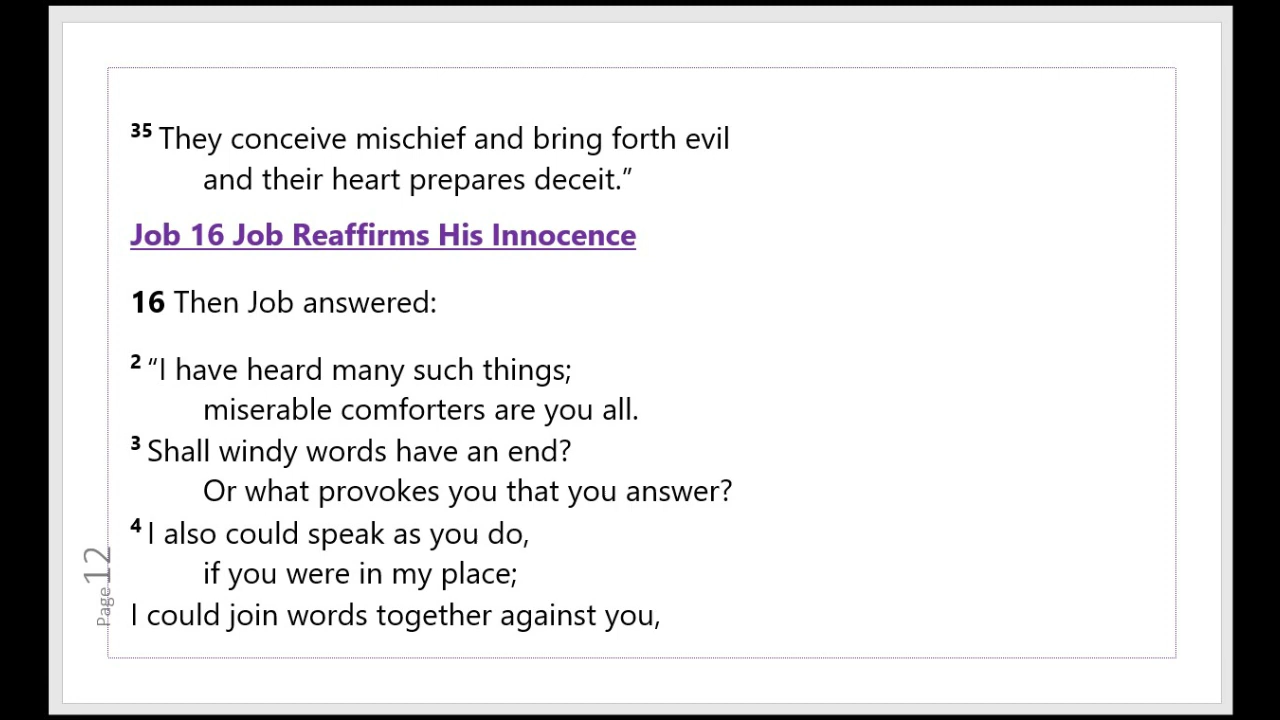 35 They conceive mischief and bring forth evil
and their heart prepares deceit.”
Job 16 Job Reaffirms His Innocence
16 Then Job answered:
2 “I have heard many such things;
miserable comforters are you all.
3 Shall windy words have an end?
Or what provokes you that you answer?
4 I also could speak as you do,
if you were in my place;
I could join words together against you,
Page 12